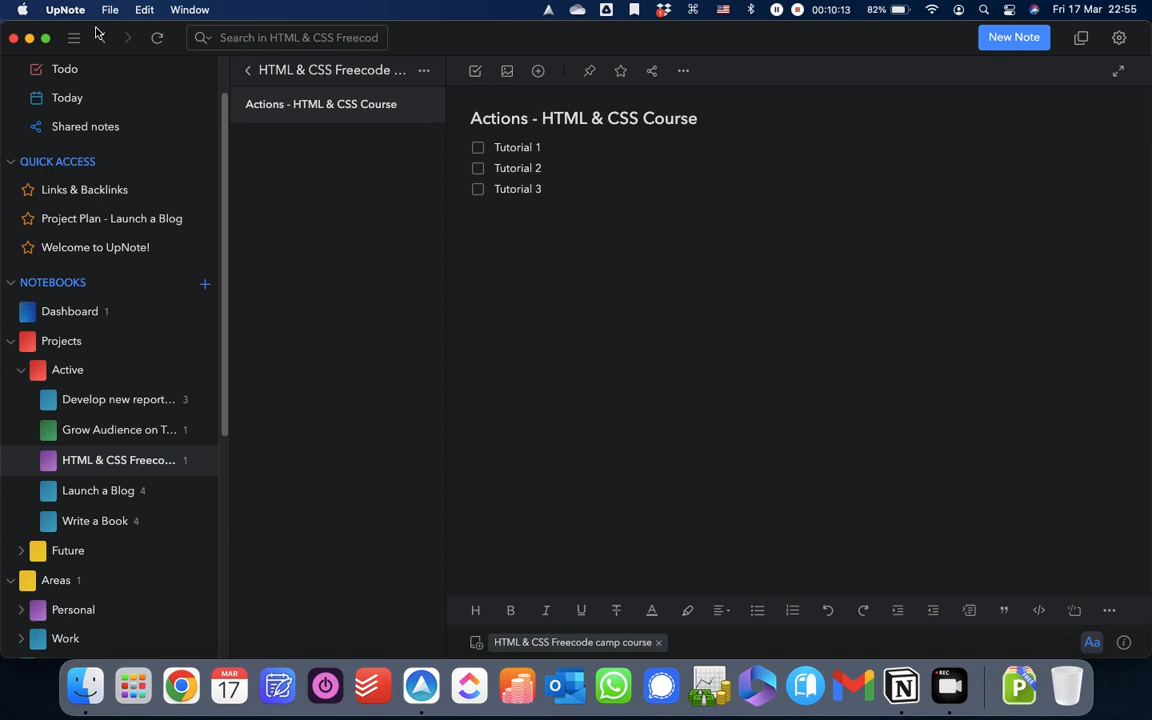 UpNote File Edit Window 00:10:13 82% Fri 17 Mar 22:55
Search in HTML & CSS Freecod
New Note
Todo
Today
Shared notes
QUICK ACCESS
Links & Backlinks
Project Plan - Launch a Blog
Welcome to UpNote!
NOTEBOOKS
Dashboard 1
Projects
Active
Develop new report... 3
Grow Audience on T... 1
HTML & CSS Freeco... 1
Launch a Blog 4
Write a Book 4
Future
Areas 1
Personal
Work
HTML & CSS Freecode ...
Actions - HTML & CSS Course
Actions - HTML & CSS Course
Tutorial 1
Tutorial 2
Tutorial 3
H B I U T A
HTML & CSS Freecode camp course
Aa
MAR
17
REC